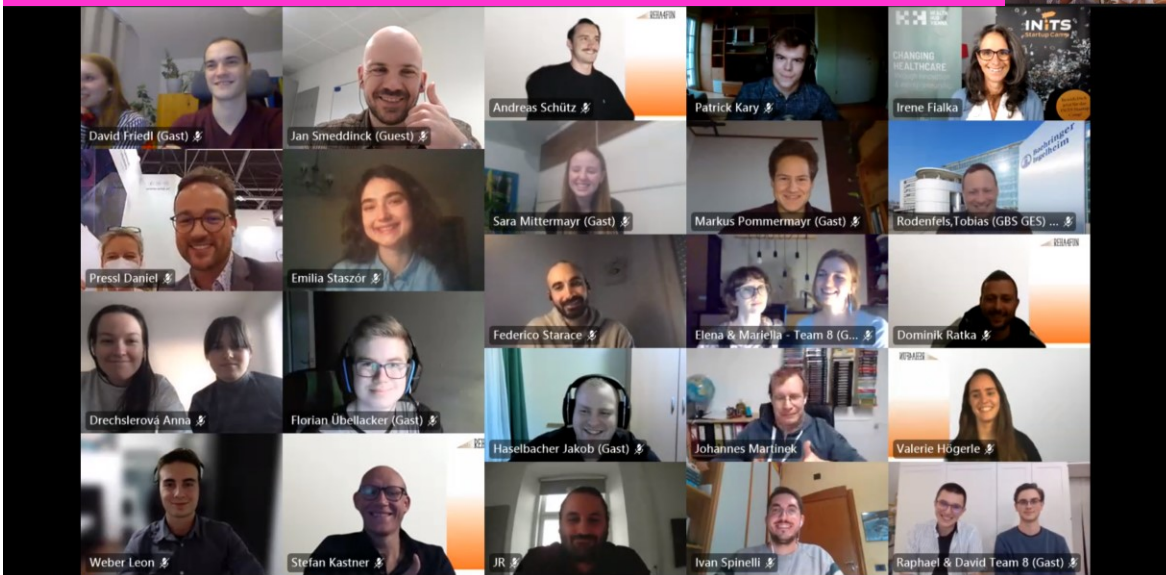 David Friedl (Gast)
Jan Smeddinck (Guest)
Andreas Schütz
Patrick Kary
CHANGING
HEALTHCARE
INiTS
Startup Camp
Irene Fialka
Pressl Daniel
Emilia Staszór
Sara Mittermayr (Gast)
Markus Pommermayr (Gast)
Boehringer
Ingelheim
Rodenfels,Tobias (GBS GES) ...
Federico Starace
Elena & Mariella - Team 8 (G...
Dominik Ratka
Drechslerová Anna
Florian Übellacker (Gast)
Haselbacher Jakob (Gast)
Johannes Martinek
Valerie Högerle
Weber Leon
Stefan Kastner
JR
Ivan Spinelli
Raphael & David Team 8 (Gast)